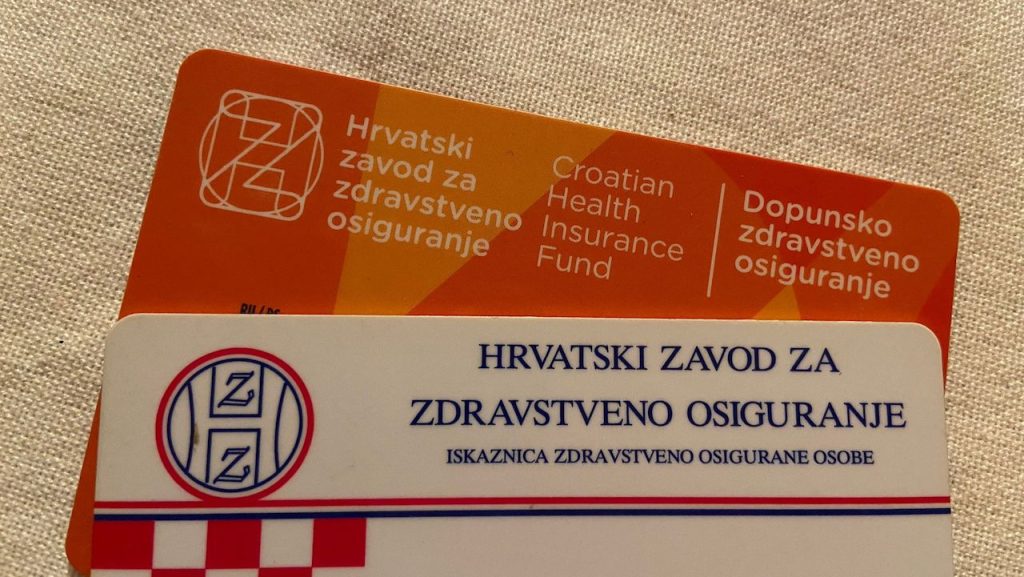 Hrvatski
zavod za
zdravstveno
osiguranje
Croatian
Health
Insurance
Fund
Dopunsko
zdravstveno
osiguranje
HRVATSKI ZAVOD ZA
ZDRAVSTVENO OSIGURANJE
ISKAZNICA ZDRAVSTVENO OSIGURANE OSOBE
Z
Z